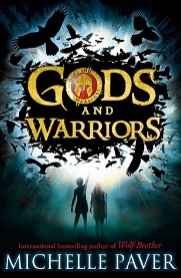 GODS
AND
WARRIORS
International bestselling author of Wolf Brother
MICHELLE PAVER